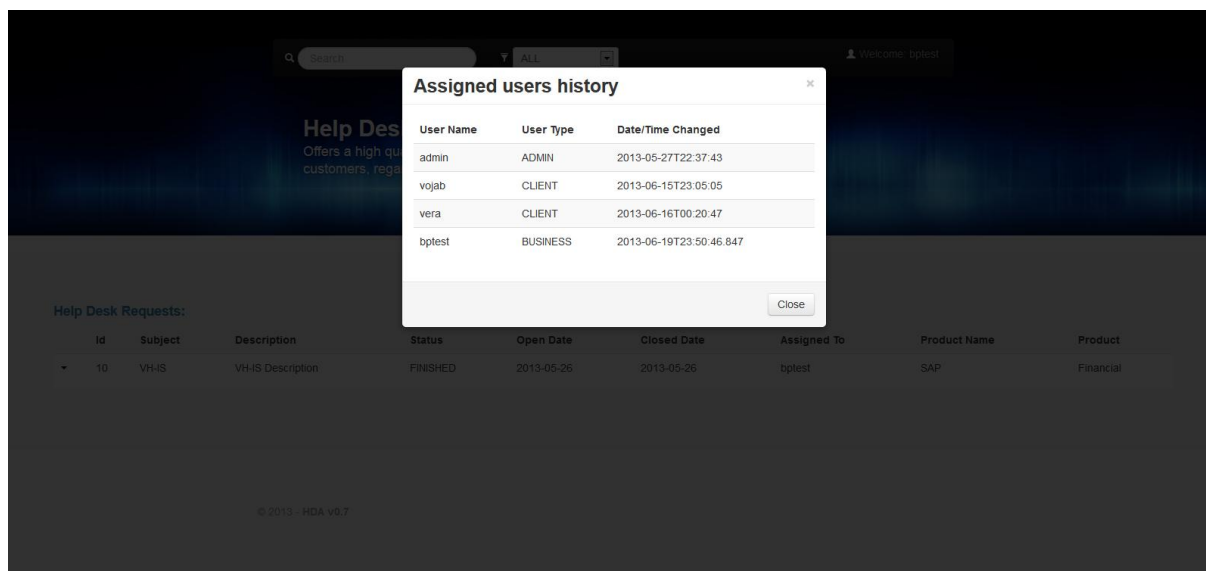 Search
ALL
Welcome: bptest
Assigned users history
×
Help Des
Offers a high qu
customers, rega
User Name User Type Date/Time Changed
admin ADMIN 2013-05-27T22:37:43
vojab CLIENT 2013-06-15T23:05:05
vera CLIENT 2013-06-16T00:20:47
bptest BUSINESS 2013-06-19T23:50:46.847
Close
Help Desk Requests:
Id Subject Description Status Open Date Closed Date Assigned To Product Name Product
10 VH-IS VH-IS Description FINISHED 2013-05-26 2013-05-26 bptest SAP Financial
© 2013 - HDA v0.7